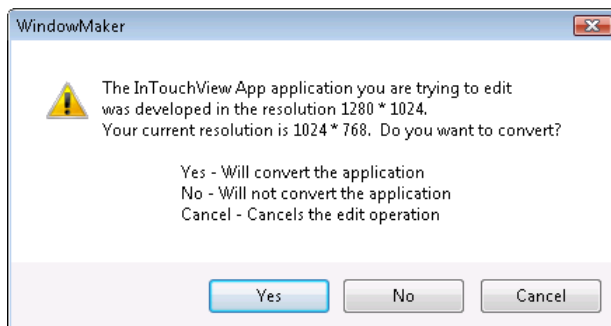 WindowMaker
The InTouchView App application you are trying to edit
was developed in the resolution 1280 * 1024.
Your current resolution is 1024 * 768.  Do you want to convert?
Yes - Will convert the application
No - Will not convert the application
Cancel - Cancels the edit operation
Yes No Cancel